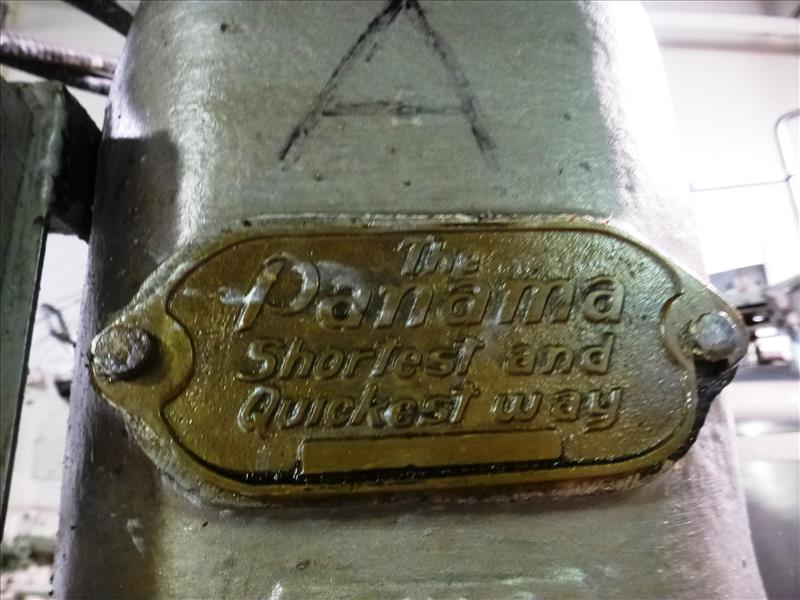 A
The
Panama
Shortest and
Quickest way